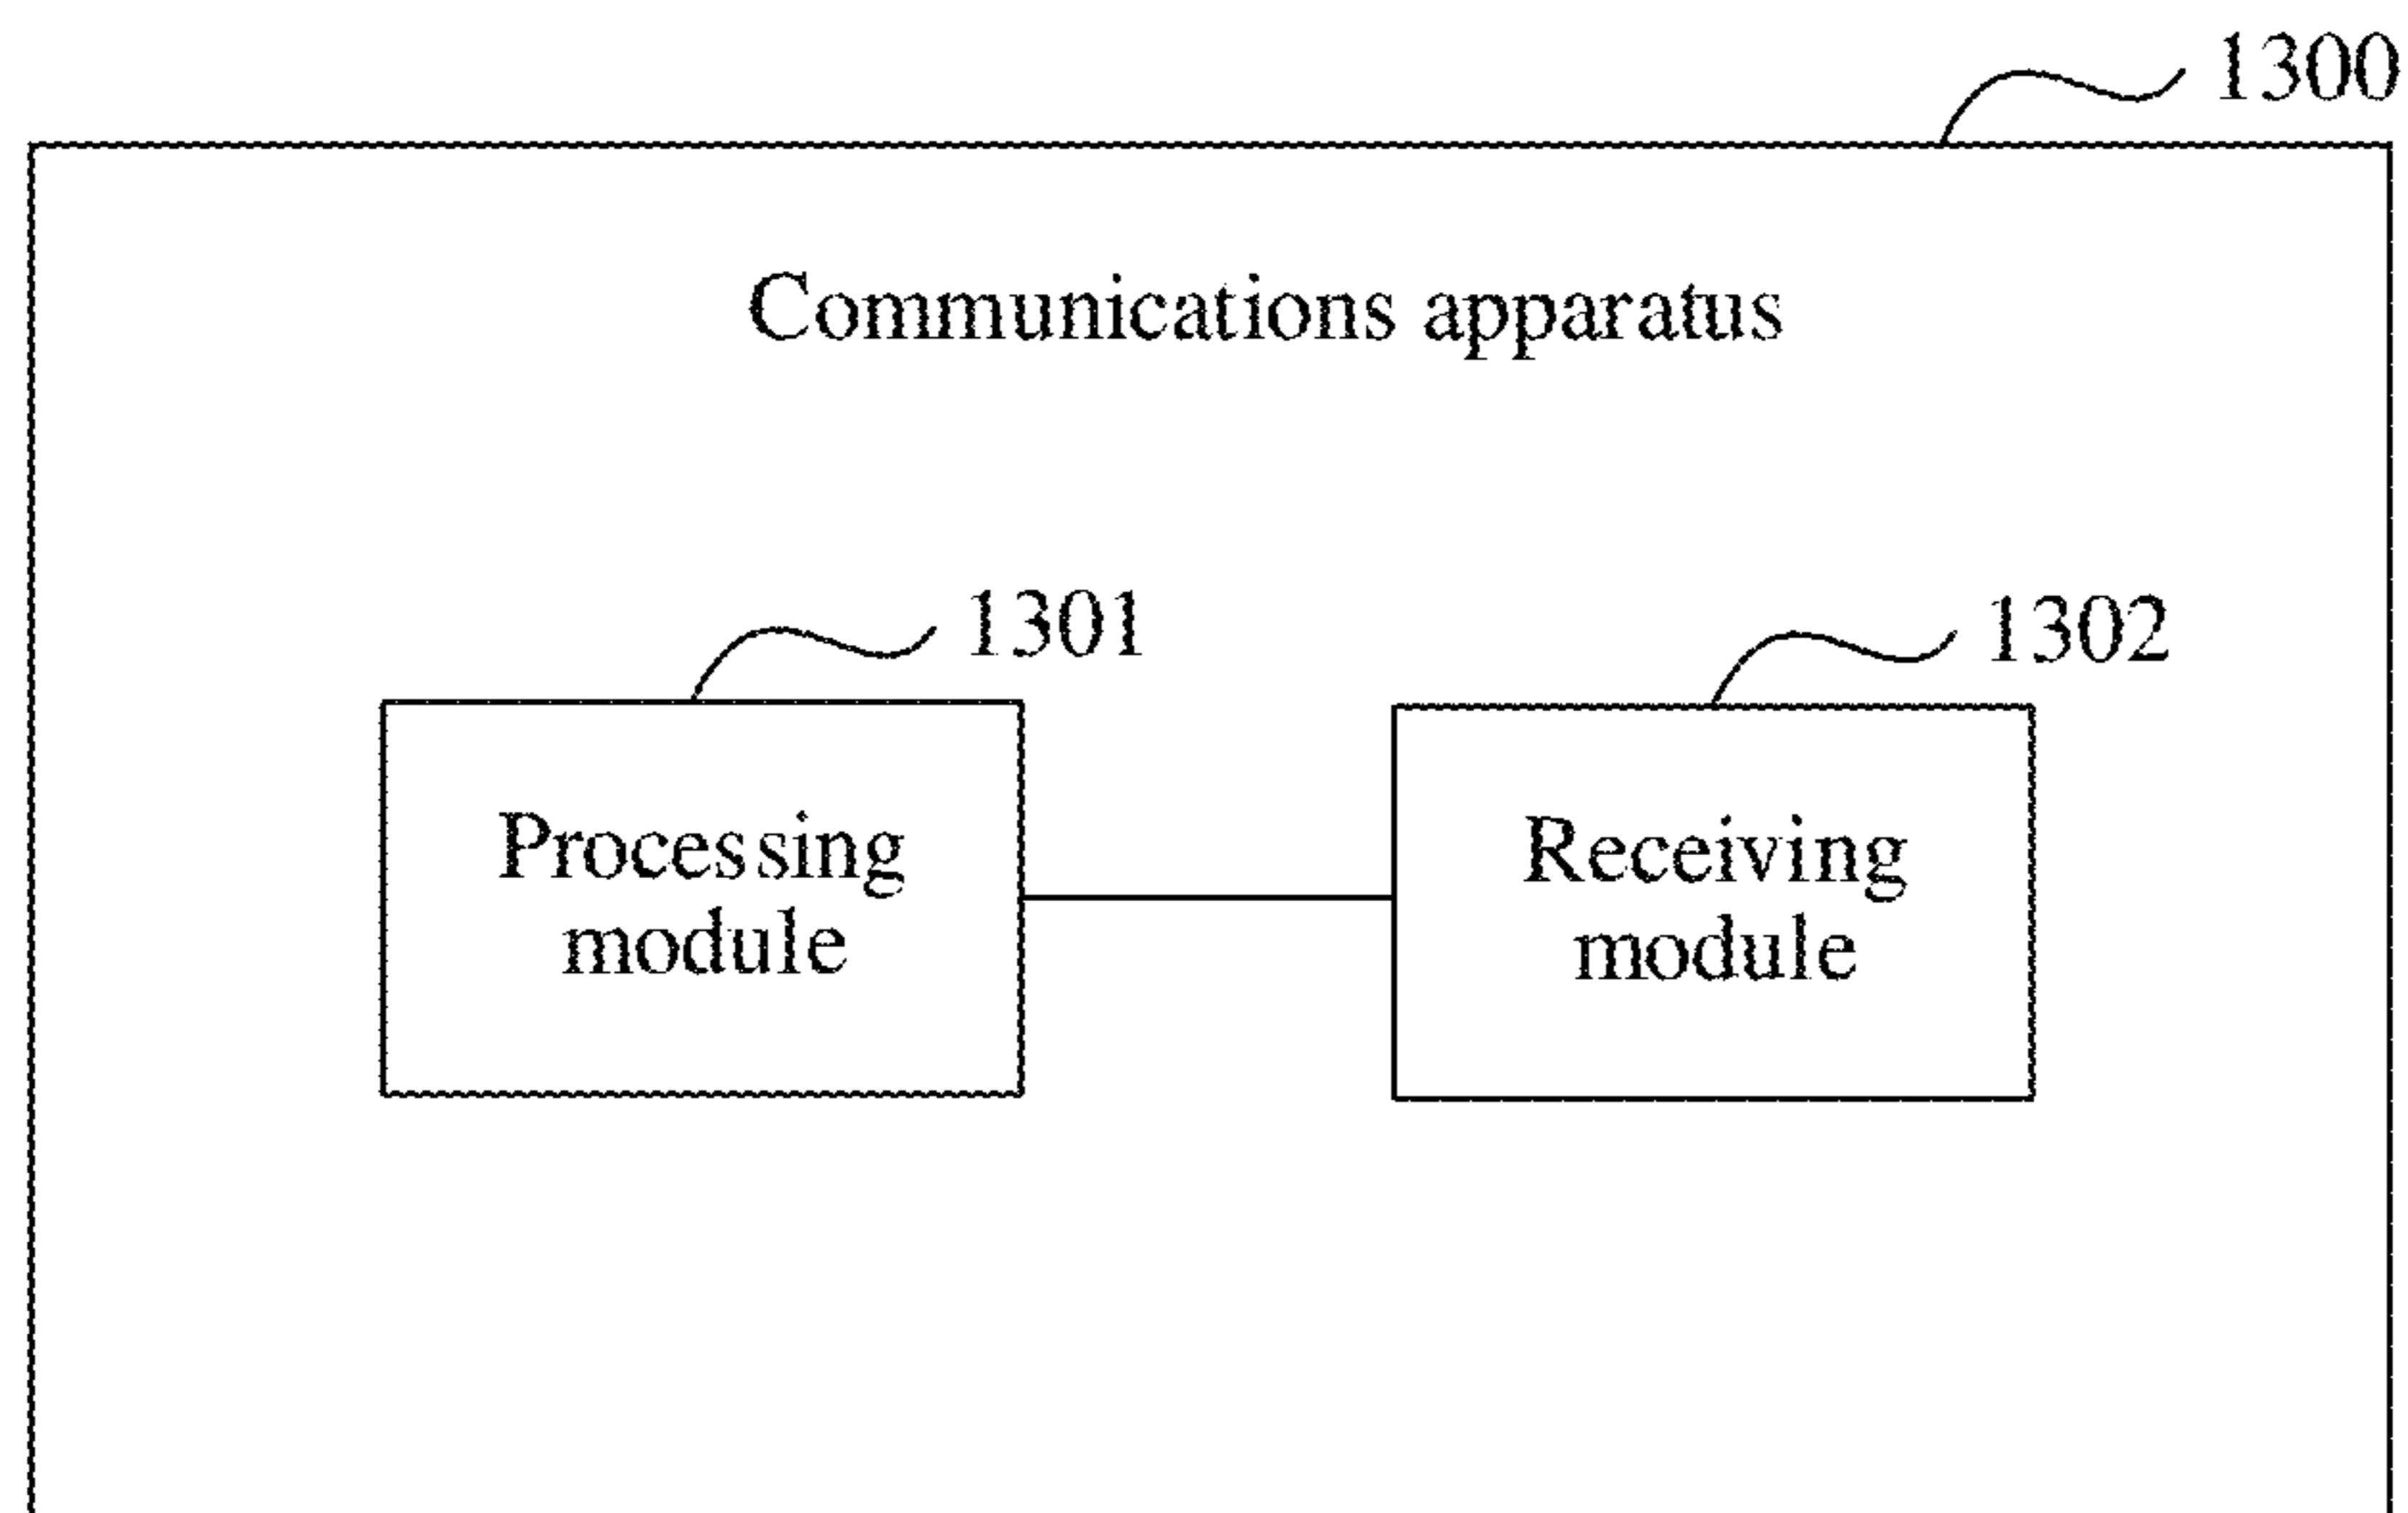 1300
Communications apparatus
1301
1302
Processing
module
Receiving
module